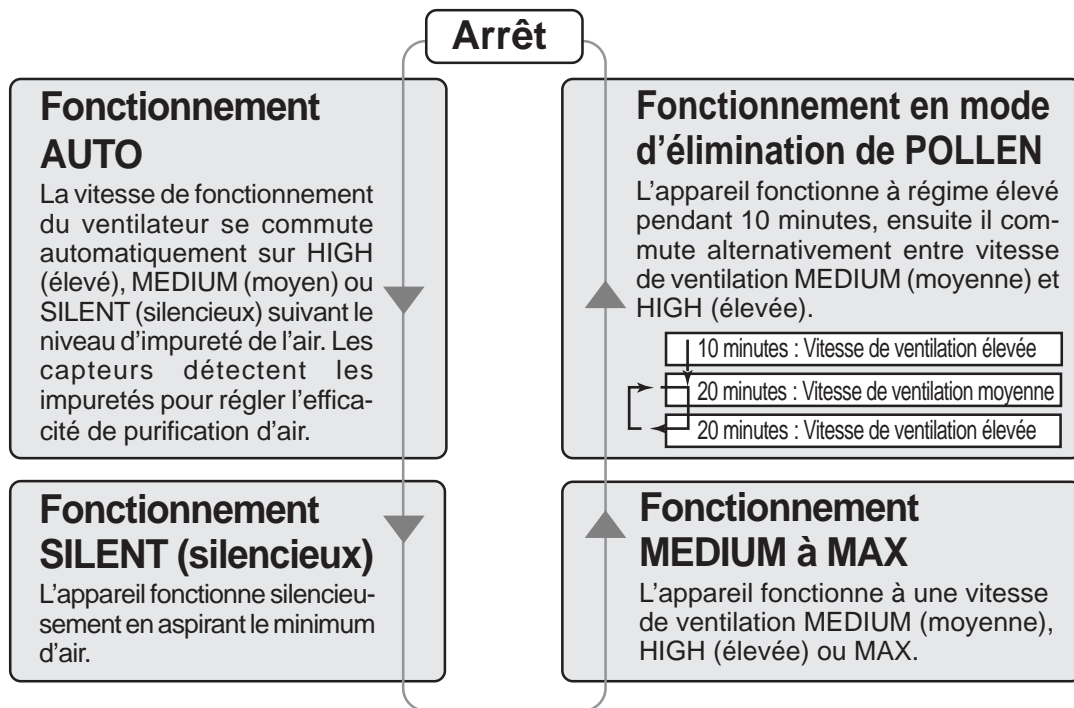 Arrêt
Fonctionnement
AUTO
La vitesse de fonctionnement
du ventilateur se commute
automatiquement sur HIGH
(élevé), MEDIUM (moyen) ou
SILENT (silencieux) suivant le
niveau d’impureté de l’air. Les
capteurs détectent les
impuretés pour régler l’effica-
cité de purification d’air.
Fonctionnement
SILENT (silencieux)
L’appareil fonctionne silencieu-
sement en aspirant le minimum
d’air.
Fonctionnement en mode
d’élimination de POLLEN
L’appareil fonctionne à régime élevé
pendant 10 minutes, ensuite il com-
mute alternativement entre vitesse
de ventilation MEDIUM (moyenne) et
HIGH (élevée).
10 minutes : Vitesse de ventilation élevée
20 minutes : Vitesse de ventilation moyenne
20 minutes : Vitesse de ventilation élevée
Fonctionnement
MEDIUM à MAX
L’appareil fonctionne à une vitesse
de ventilation MEDIUM (moyenne),
HIGH (élevée) ou MAX.